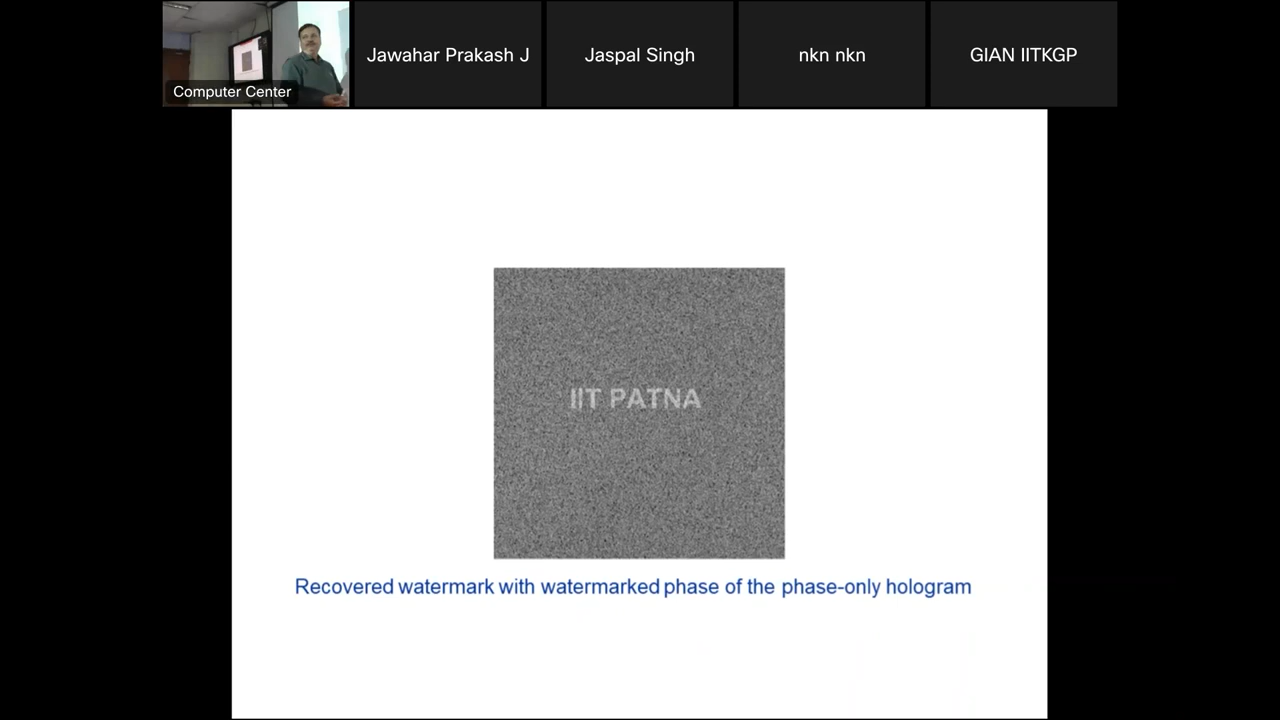 Computer Center
Jawahar Prakash J
Jaspal Singh
nkn nkn
GIAN IITKGP
IIT PATNA
Recovered watermark with watermarked phase of the phase-only hologram